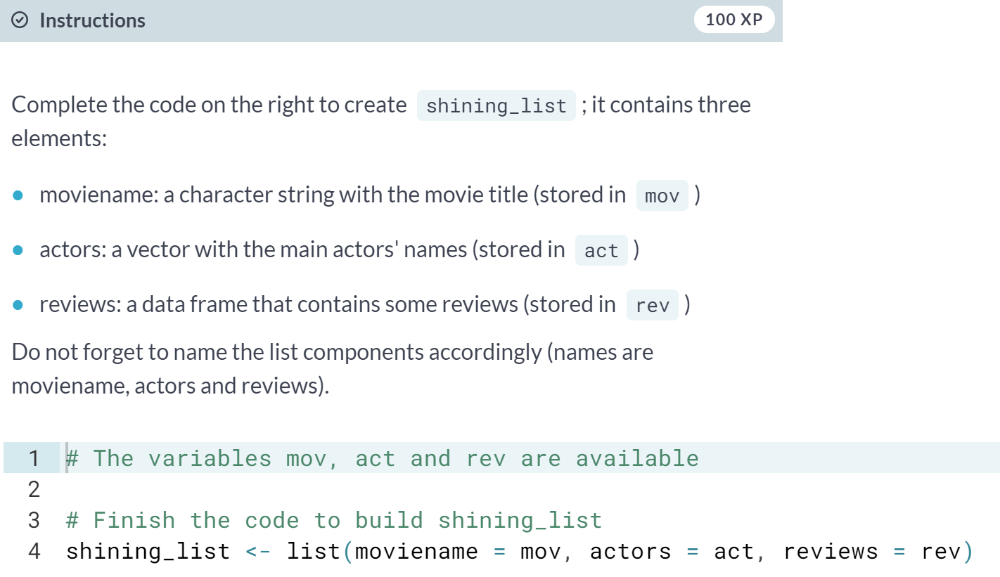 Instructions 100 XP
Complete the code on the right to create shining_list ; it contains three
elements:
moviename: a character string with the movie title (stored in mov )
actors: a vector with the main actors' names (stored in act )
reviews: a data frame that contains some reviews (stored in rev )
Do not forget to name the list components accordingly (names are
moviename, actors and reviews).
1 # The variables mov, act and rev are available
2
3 # Finish the code to build shining_list
4 shining_list <- list(moviename = mov, actors = act, reviews = rev)